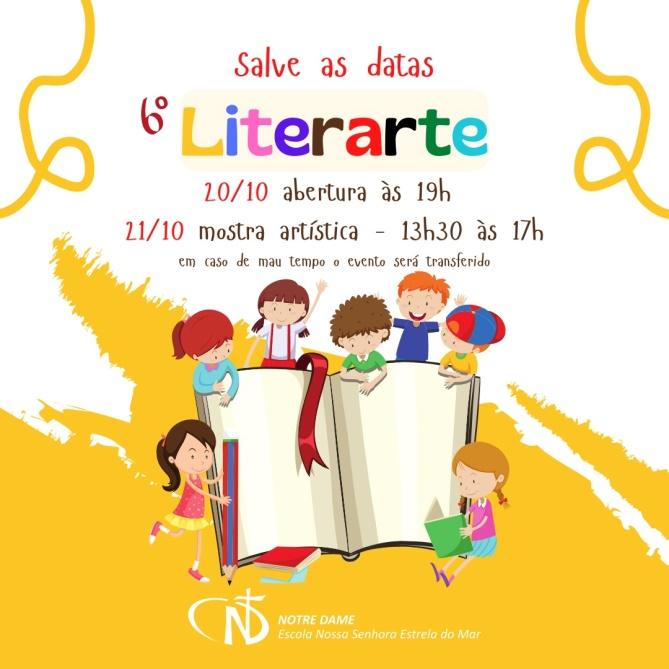 Salve as datas
6º Literarte
20/10 abertura às 19h
21/10 mostra artística - 13h30 às 17h
em caso de mau tempo o evento será transferido
NOTRE DAME
Escola Nossa Senhora Estrela do Mar